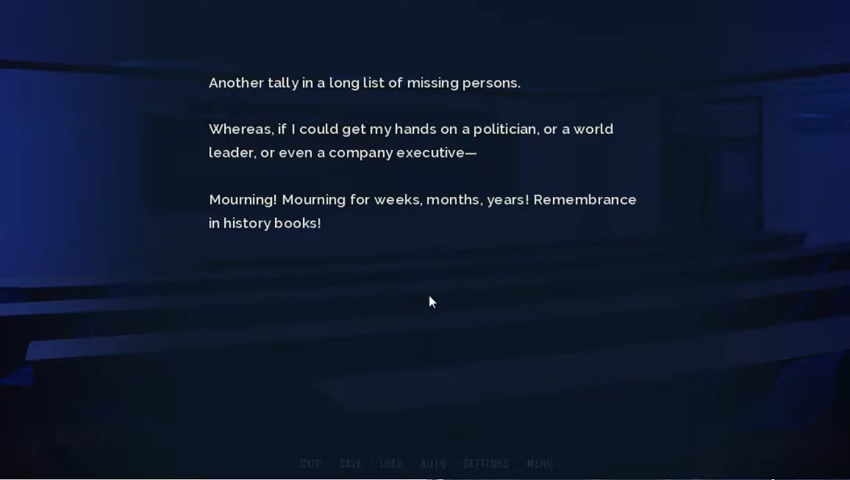 Another tally in a long list of missing persons.
Whereas, if I could get my hands on a politician, or a world
leader, or even a company executive—
Mourning! Mourning for weeks, months, years! Remembrance
in history books!
SKIP · SAVE · LOAD · AUTO · SETTINGS · MENU